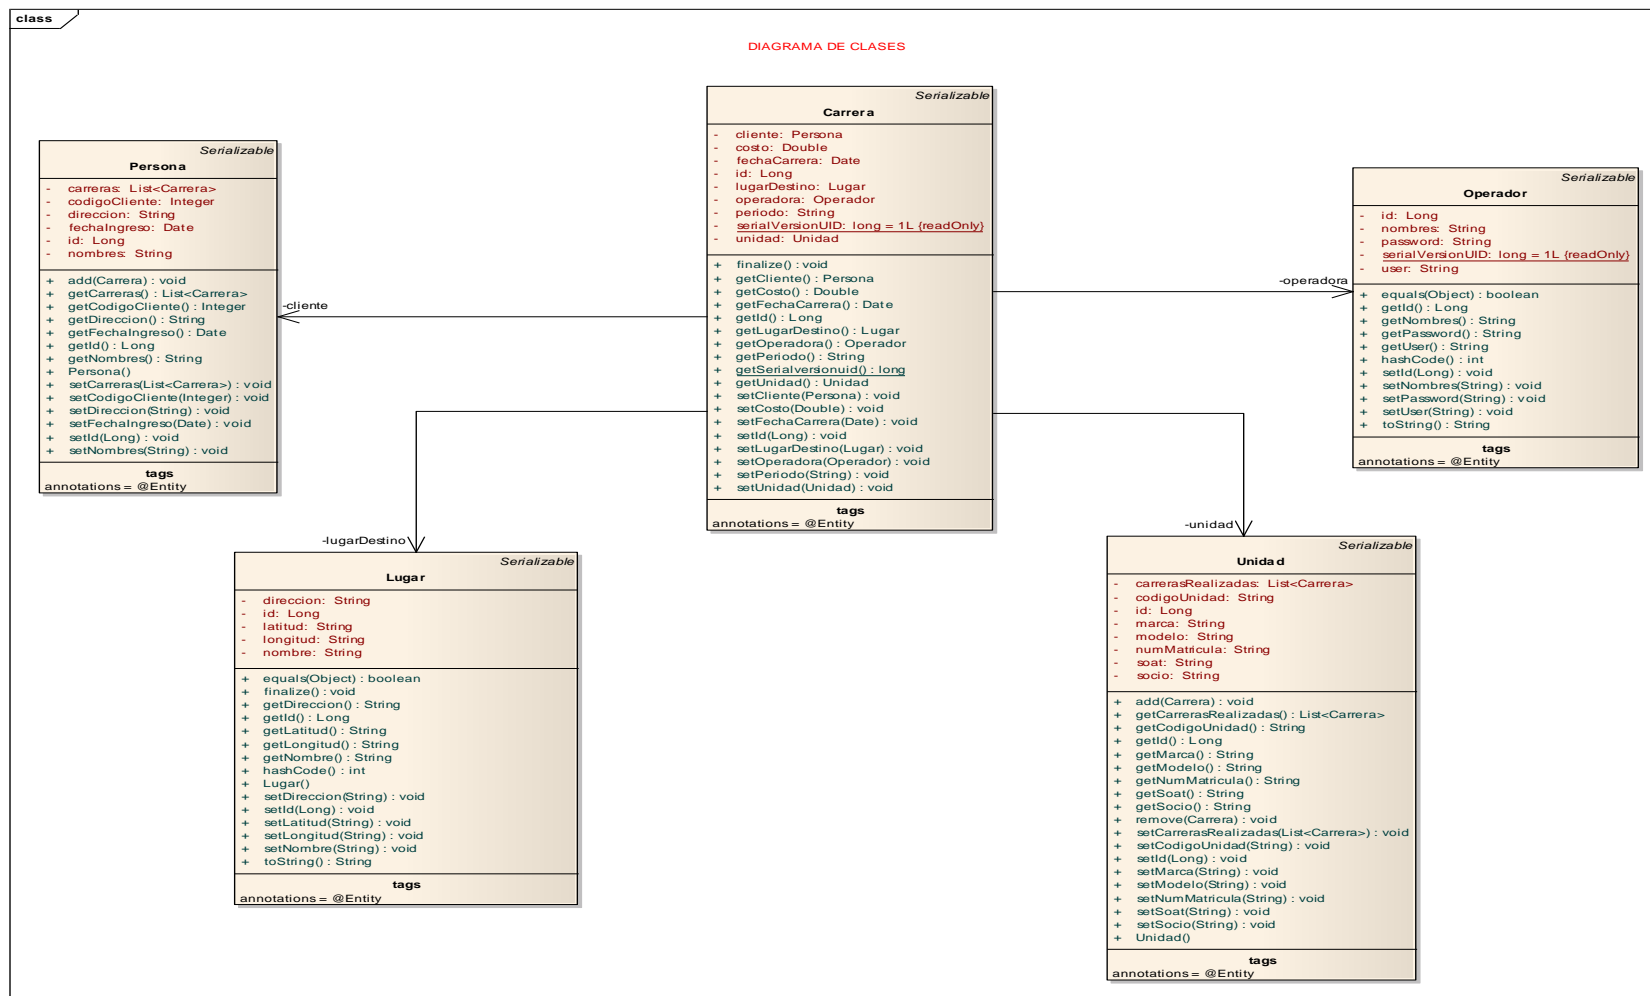 class
DIAGRAMA DE CLASES
Serializable
Persona
- carreras: List<Carrera>
- codigoCliente: Integer
- direccion: String
- fechaIngreso: Date
- id: Long
- nombres: String
+ add(Carrera) : void
+ getCarreras() : List<Carrera>
+ getCodigoCliente() : Integer
+ getDireccion() : String
+ getFechaIngreso() : Date
+ getId() : Long
+ getNombres() : String
+ Persona()
+ setCarreras(List<Carrera>) : void
+ setCodigoCliente(Integer) : void
+ setDireccion(String) : void
+ setFechaIngreso(Date) : void
+ setId(Long) : void
+ setNombres(String) : void
tags
annotations = @Entity
-cliente
Serializable
Carrera
- cliente: Persona
- costo: Double
- fechaCarrera: Date
- id: Long
- lugarDestino: Lugar
- operadora: Operador
- periodo: String
- serialVersionUID: long = 1L {readOnly}
- unidad: Unidad
+ finalize() : void
+ getCliente() : Persona
+ getCosto() : Double
+ getFechaCarrera() : Date
+ getId() : Long
+ getLugarDestino() : Lugar
+ getOperadora() : Operador
+ getPeriodo() : String
+ getSerialversionuid() : long
+ getUnidad() : Unidad
+ setCliente(Persona) : void
+ setCosto(Double) : void
+ setFechaCarrera(Date) : void
+ setId(Long) : void
+ setLugarDestino(Lugar) : void
+ setOperadora(Operador) : void
+ setPeriodo(String) : void
+ setUnidad(Unidad) : void
tags
annotations = @Entity
-operadora
Serializable
Operador
- id: Long
- nombres: String
- password: String
- serialVersionUID: long = 1L {readOnly}
- user: String
+ equals(Object) : boolean
+ getId() : Long
+ getNombres() : String
+ getPassword() : String
+ getUser() : String
+ hashCode() : int
+ setId(Long) : void
+ setNombres(String) : void
+ setPassword(String) : void
+ setUser(String) : void
+ toString() : String
tags
annotations = @Entity
-lugarDestino
Serializable
Lugar
- direccion: String
- id: Long
- latitud: String
- longitud: String
- nombre: String
+ equals(Object) : boolean
+ finalize() : void
+ getDireccion() : String
+ getId() : Long
+ getLatitud() : String
+ getLongitud() : String
+ getNombre() : String
+ hashCode() : int
+ Lugar()
+ setDireccion(String) : void
+ setId(Long) : void
+ setLatitud(String) : void
+ setLongitud(String) : void
+ setNombre(String) : void
+ toString() : String
tags
annotations = @Entity
-unidad
Serializable
Unidad
- carrerasRealizadas: List<Carrera>
- codigoUnidad: String
- id: Long
- marca: String
- modelo: String
- numMatricula: String
- soat: String
- socio: String
+ add(Carrera) : void
+ getCarrerasRealizadas() : List<Carrera>
+ getCodigoUnidad() : String
+ getId() : Long
+ getMarca() : String
+ getModelo() : String
+ getNumMatricula() : String
+ getSoat() : String
+ getSocio() : String
+ remove(Carrera) : void
+ setCarrerasRealizadas(List<Carrera>) : void
+ setCodigoUnidad(String) : void
+ setId(Long) : void
+ setMarca(String) : void
+ setModelo(String) : void
+ setNumMatricula(String) : void
+ setSoat(String) : void
+ setSocio(String) : void
+ Unidad()
tags
annotations = @Entity